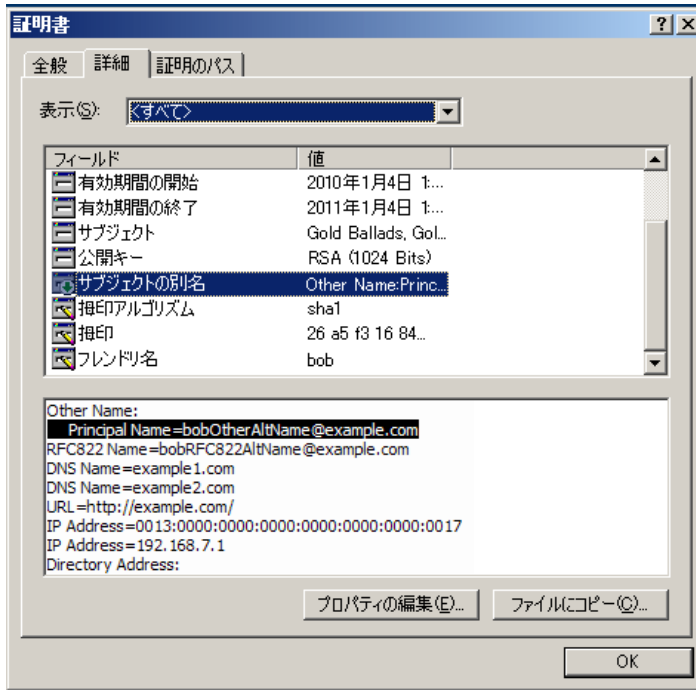 証明書
全般 詳細 証明のパス
表示(S): <すべて>
フィールド 値
有効期間の開始 2010年1月4日 1:...
有効期間の終了 2011年1月4日 1:...
サブジェクト Gold Ballads, Gol...
公開キー RSA (1024 Bits)
サブジェクトの別名 Other Name:Princ...
拇印アルゴリズム sha1
拇印 26 a5 f3 16 84...
フレンドリ名 bob
Other Name:
Principal Name=bobOtherAltName@example.com
RFC822 Name=bobRFC822AltName@example.com
DNS Name=example1.com
DNS Name=example2.com
URL=http://example.com/
IP Address=0013:0000:0000:0000:0000:0000:0000:0017
IP Address=192.168.7.1
Directory Address:
プロパティの編集(E)... ファイルにコピー(C)...
OK